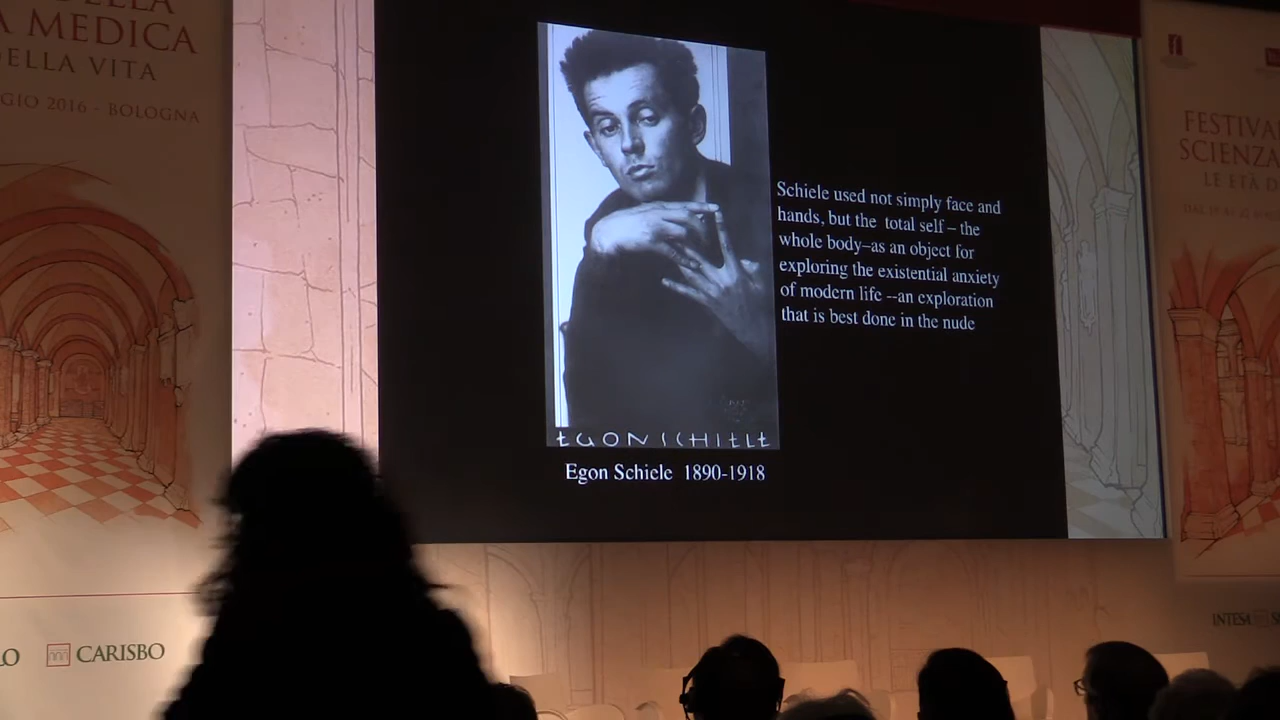 DELLA
A MEDICA
DELLA VITA
GIO 2016 - BOLOGNA
CARISBO
EGON SCHIELE
Egon Schiele 1890-1918
Schiele used not simply face and
hands, but the total self – the
whole body–as an object for
exploring the existential anxiety
of modern life --an exploration
that is best done in the nude
FESTIVA
SCIENZA
LE ETÀ D
INTESA